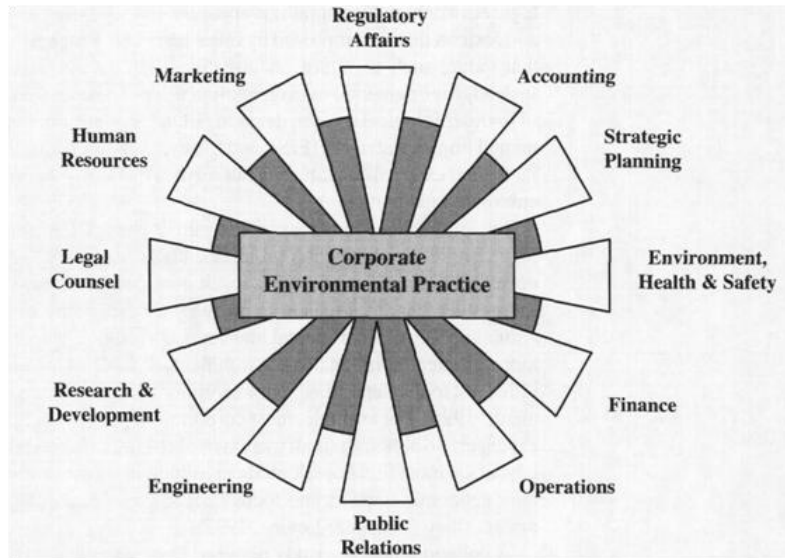 Regulatory
Affairs
Marketing
Accounting
Human
Resources
Strategic
Planning
Legal
Counsel
Corporate
Environmental Practice
Environment,
Health & Safety
Research &
Development
Finance
Engineering
Operations
Public
Relations